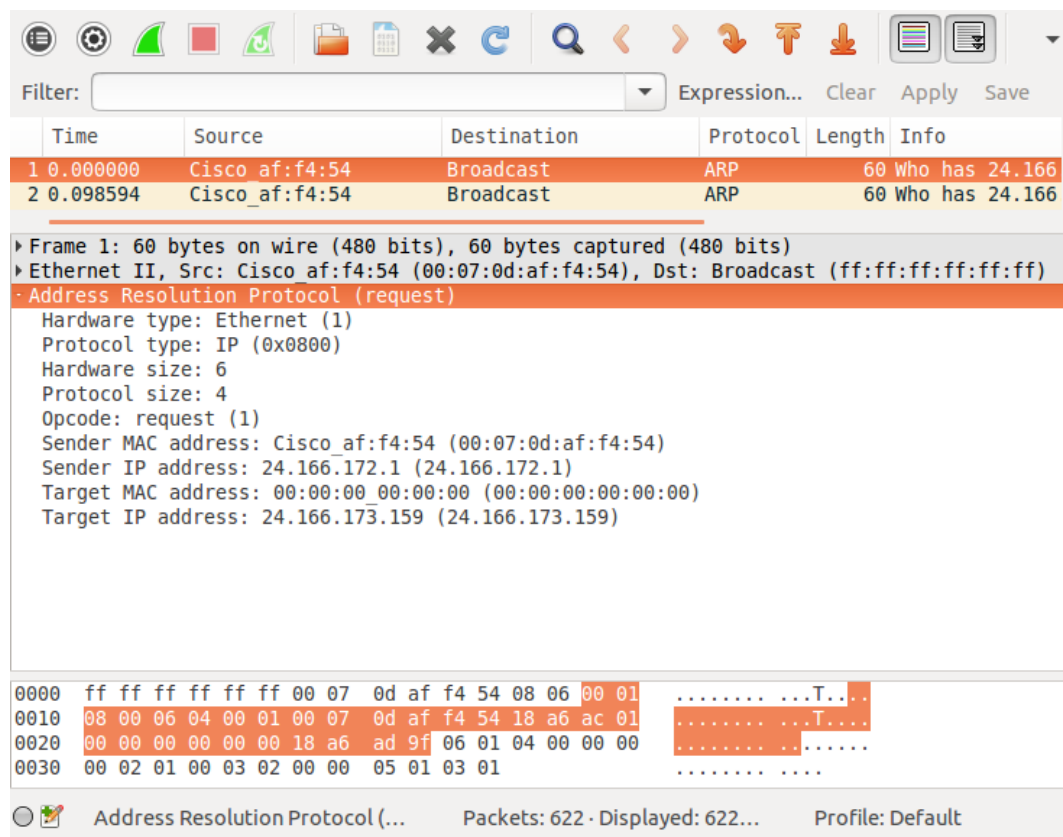 Filter: Expression... Clear Apply Save
Time Source Destination Protocol Length Info
1 0.000000 Cisco_af:f4:54 Broadcast ARP 60 Who has 24.166
2 0.098594 Cisco_af:f4:54 Broadcast ARP 60 Who has 24.166
Frame 1: 60 bytes on wire (480 bits), 60 bytes captured (480 bits)
Ethernet II, Src: Cisco_af:f4:54 (00:07:0d:af:f4:54), Dst: Broadcast (ff:ff:ff:ff:ff:ff)
Address Resolution Protocol (request)
Hardware type: Ethernet (1)
Protocol type: IP (0x0800)
Hardware size: 6
Protocol size: 4
Opcode: request (1)
Sender MAC address: Cisco_af:f4:54 (00:07:0d:af:f4:54)
Sender IP address: 24.166.172.1 (24.166.172.1)
Target MAC address: 00:00:00_00:00:00 (00:00:00:00:00:00)
Target IP address: 24.166.173.159 (24.166.173.159)
0000 ff ff ff ff ff ff 00 07 0d af f4 54 08 06 00 01 ........ ...T....
0010 08 00 06 04 00 01 00 07 0d af f4 54 18 a6 ac 01 ........ ...T....
0020 00 00 00 00 00 00 18 a6 ad 9f 06 01 04 00 00 00 ........ ........
0030 00 02 01 00 03 02 00 00 05 01 03 01 ........ ....
Address Resolution Protocol (... Packets: 622 · Displayed: 622... Profile: Default